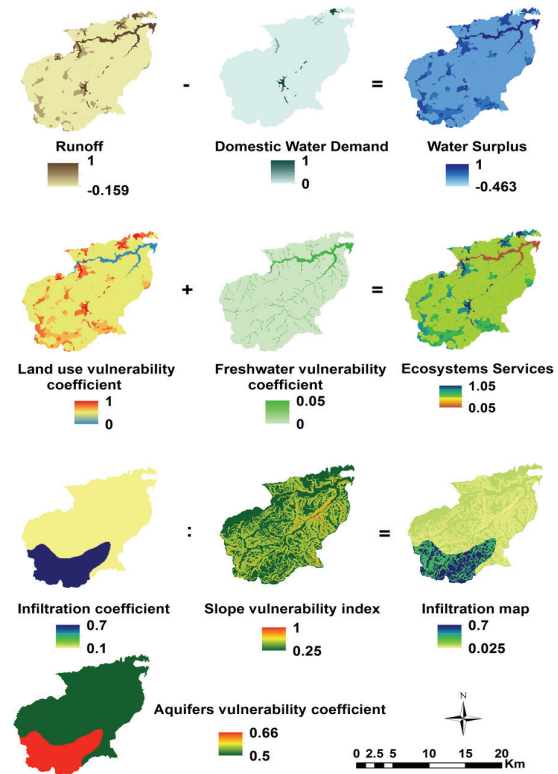 -
=
Runoff
Domestic Water Demand
Water Surplus
1
-0.159
1
0
1
-0.463
+
=
Land use vulnerability
coefficient
Freshwater vulnerability
coefficient
Ecosystems Services
1
0
0.05
0
1.05
0.05
:
=
Infiltration coefficient
Slope vulnerability index
Infiltration map
0.7
0.1
1
0.25
0.7
0.025
Aquifers vulnerability coefficient
0.66
0.5
N
0 2.5 5 10 15 20
Km